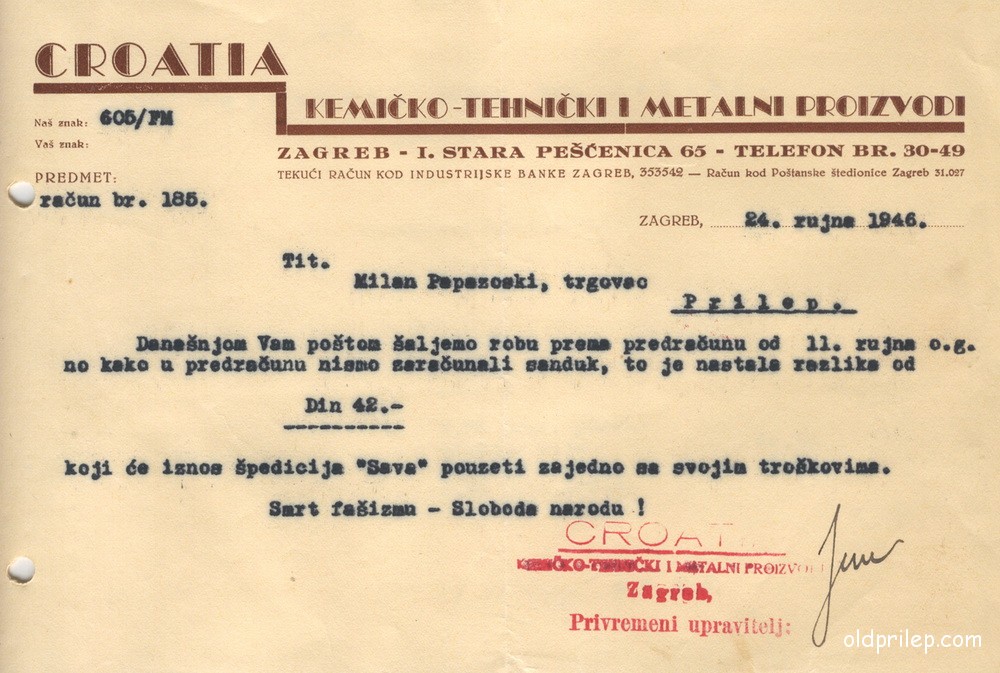 CROATIA
KEMIČKO-TEHNIČKI I METALNI PROIZVODI
Naš znak: 605/FM
Vaš znak:
ZAGREB - I. STARA PEŠČENICA 65 - TELEFON BR. 30-49
PREDMET:
TEKUĆI RAČUN KOD INDUSTRIJSKE BANKE ZAGREB, 353542 — Račun kod Poštanske štedionice Zagreb 31.027
račun br. 185.
ZAGREB, 24. rujna 1946.
Tit.
Milan Papazoski, trgovac
Prilep.
Današnjom Vam poštom šaljemo robu prema predračunu od 11. rujna o.g.
no kako u predračunu nismo zaračunali sanduk, to je nastala razlika od
Din 42.-
koji će iznos špedicija "Sava" pouzeti zajedno sa svojim troškovima.
Smrt fašizmu - Sloboda narodu !
CROATIA
KEMIČKO-TEHNIČKI I METALNI PROIZVODI
Zagreb,
Privremeni upravitelj:
oldprilep.com